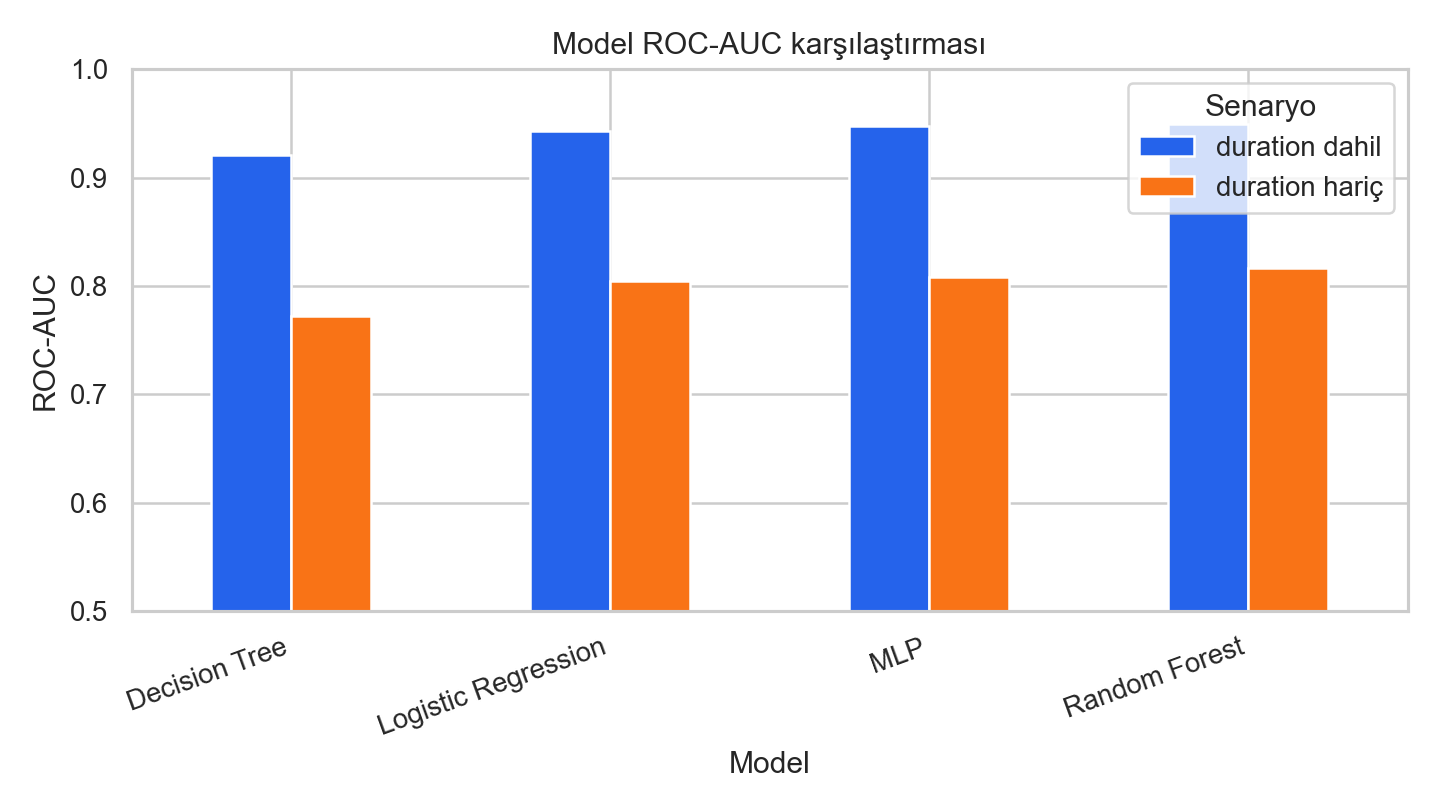 Model ROC-AUC karşılaştırması
Senaryo
duration dahil
duration hariç
ROC-AUC
1.0
0.9
0.8
0.7
0.6
0.5
Decision Tree
Logistic Regression
MLP
Random Forest
Model